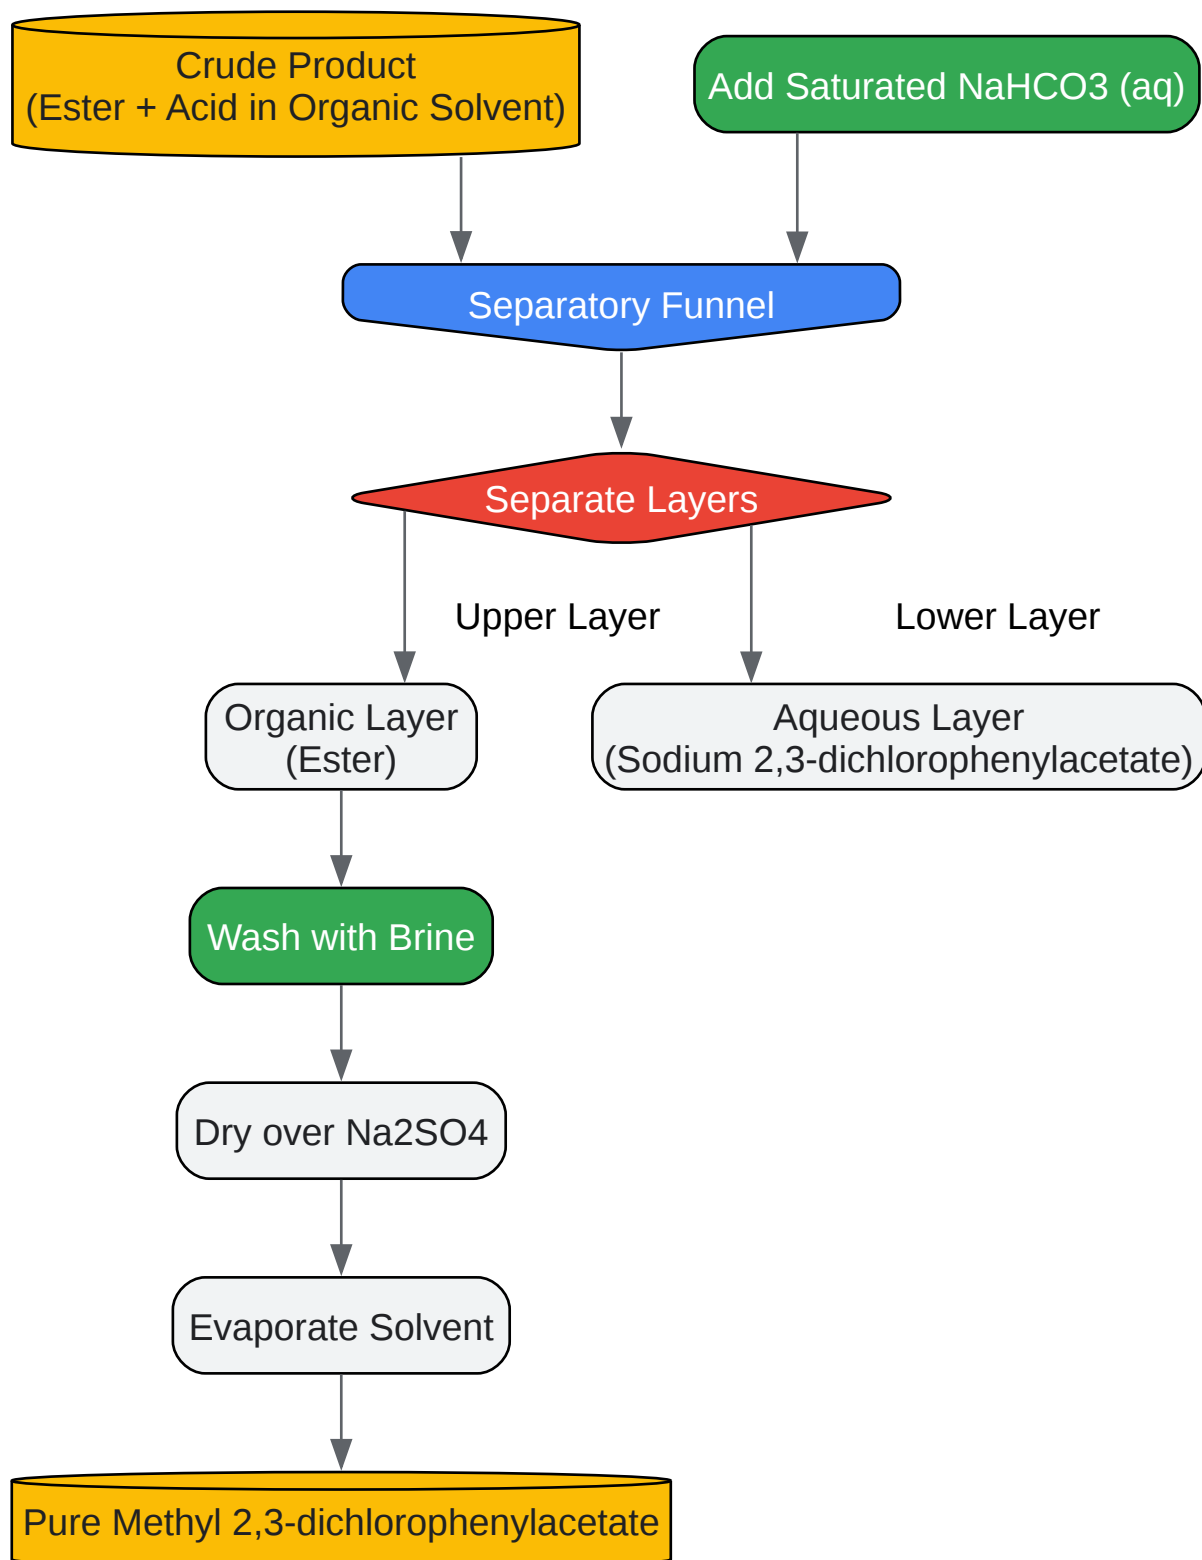 Crude Product
(Ester + Acid in Organic Solvent)
Add Saturated NaHCO3 (aq)
Separatory Funnel
Separate Layers
Upper Layer
Lower Layer
Organic Layer
(Ester)
Aqueous Layer
(Sodium 2,3-dichlorophenylacetate)
Wash with Brine
Dry over Na2SO4
Evaporate Solvent
Pure Methyl 2,3-dichlorophenylacetate